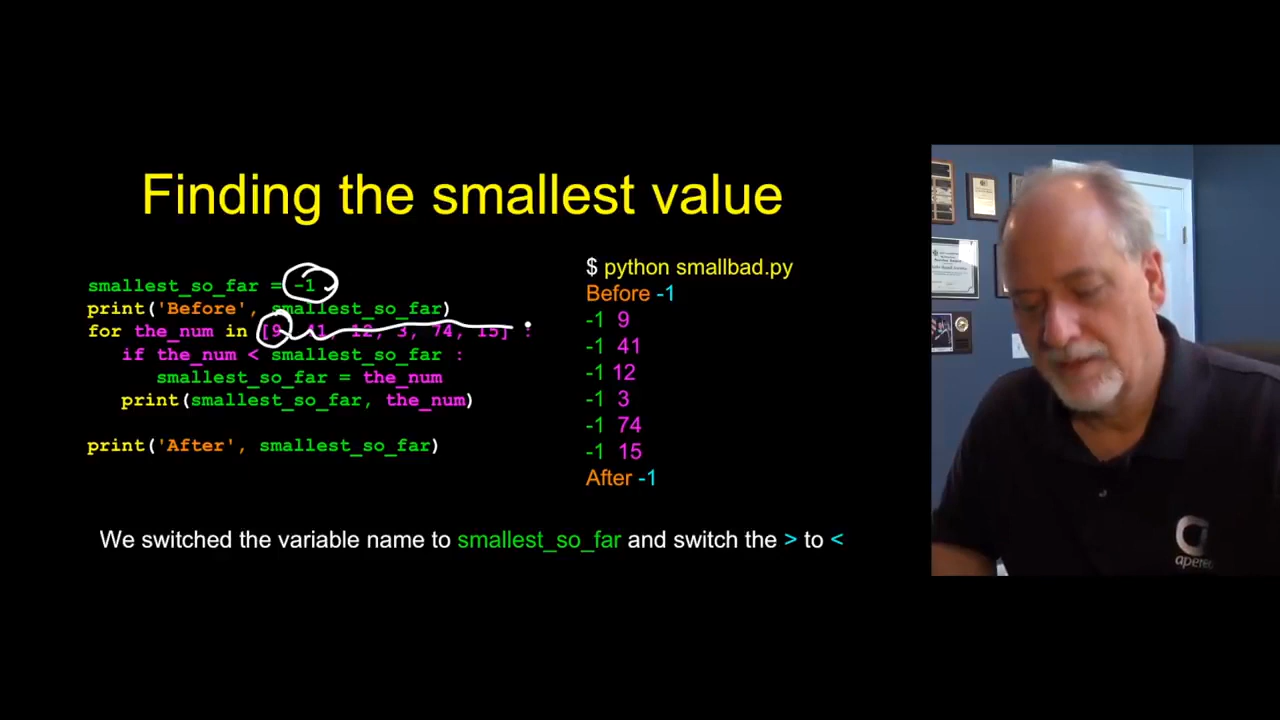 Finding the smallest value
smallest_so_far = -1
print('Before', smallest_so_far)
for the_num in [9, 41, 12, 3, 74, 15] :
if the_num < smallest_so_far :
smallest_so_far = the_num
print(smallest_so_far, the_num)
print('After', smallest_so_far)
$ python smallbad.py
Before -1
-1 9
-1 41
-1 12
-1 3
-1 74
-1 15
After -1
We switched the variable name to smallest_so_far and switch the > to <
apereo